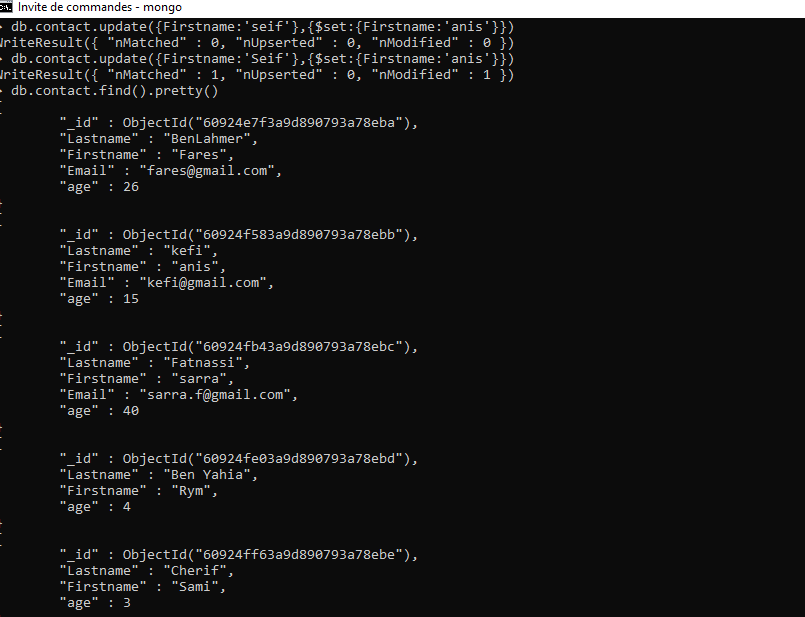 Invite de commandes - mongo
> db.contact.update({Firstname:'seif'},{$set:{Firstname:'anis'}})
WriteResult({ "nMatched" : 0, "nUpserted" : 0, "nModified" : 0 })
> db.contact.update({Firstname:'Seif'},{$set:{Firstname:'anis'}})
WriteResult({ "nMatched" : 1, "nUpserted" : 0, "nModified" : 1 })
> db.contact.find().pretty()
{
"_id" : ObjectId("60924e7f3a9d890793a78eba"),
"Lastname" : "BenLahmer",
"Firstname" : "Fares",
"Email" : "fares@gmail.com",
"age" : 26
}
{
"_id" : ObjectId("60924f583a9d890793a78ebb"),
"Lastname" : "kefi",
"Firstname" : "anis",
"Email" : "kefi@gmail.com",
"age" : 15
}
{
"_id" : ObjectId("60924fb43a9d890793a78ebc"),
"Lastname" : "Fatnassi",
"Firstname" : "sarra",
"Email" : "sarra.f@gmail.com",
"age" : 40
}
{
"_id" : ObjectId("60924fe03a9d890793a78ebd"),
"Lastname" : "Ben Yahia",
"Firstname" : "Rym",
"age" : 4
}
{
"_id" : ObjectId("60924ff63a9d890793a78ebe"),
"Lastname" : "Cherif",
"Firstname" : "Sami",
"age" : 3